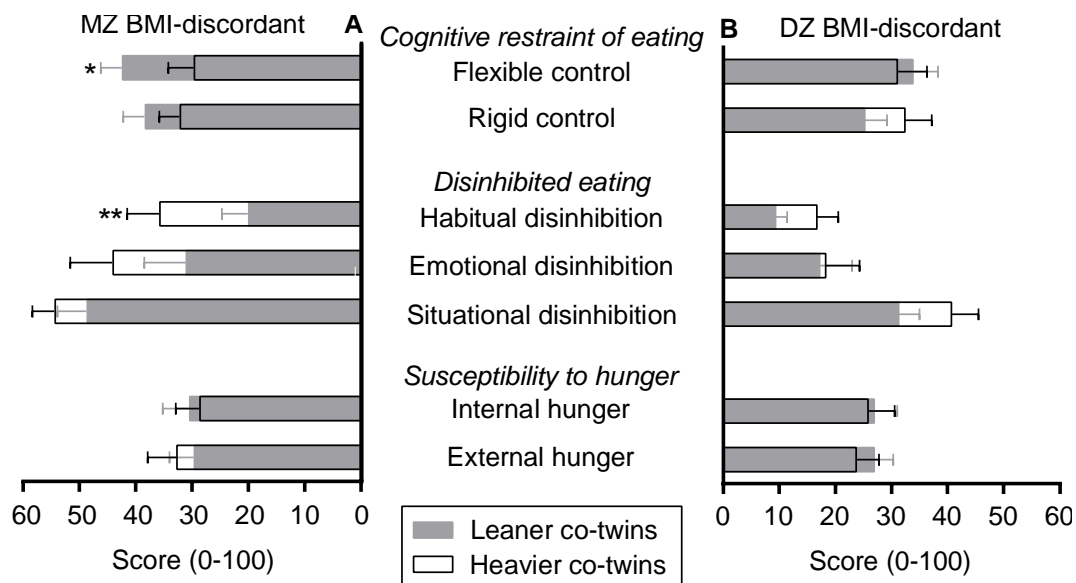 MZ BMI-discordant
A
Cognitive restraint of eating
B
DZ BMI-discordant
*
Flexible control
Rigid control
Disinhibited eating
**
Habitual disinhibition
Emotional disinhibition
Situational disinhibition
Susceptibility to hunger
Internal hunger
External hunger
60 50 40 30 20 10 0
0 10 20 30 40 50 60
Score (0-100)
Leaner co-twins
Heavier co-twins
Score (0-100)